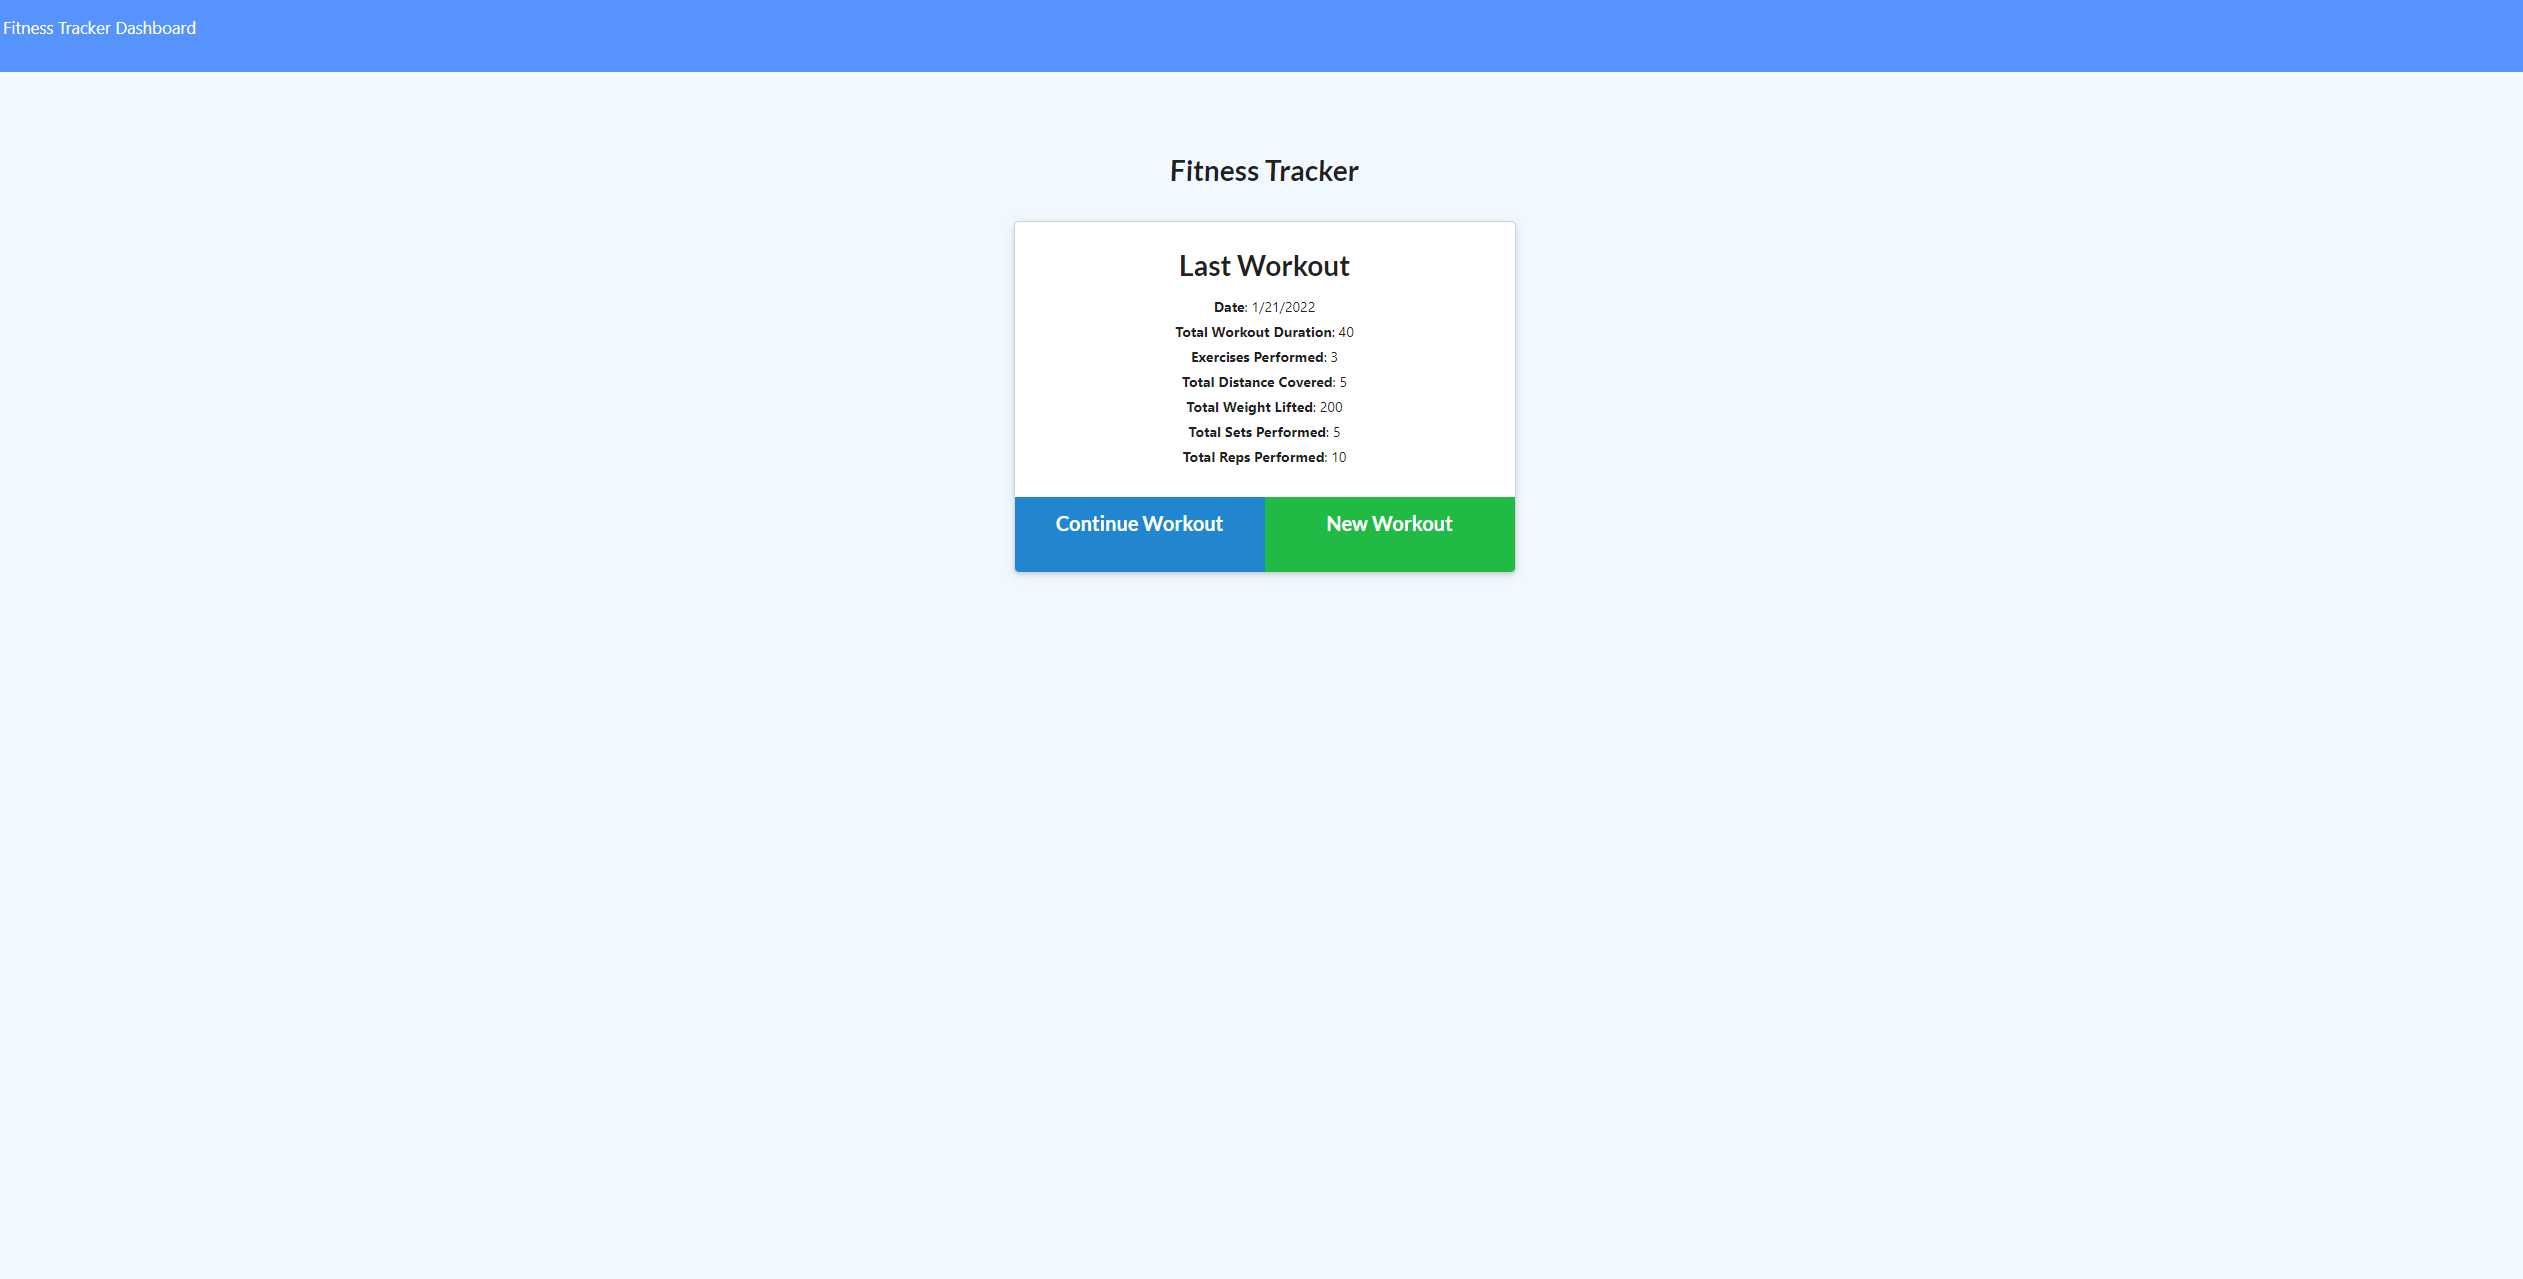 Fitness Tracker Dashboard
Fitness Tracker
Last Workout
Date: 1/21/2022
Total Workout Duration: 40
Exercises Performed: 3
Total Distance Covered: 5
Total Weight Lifted: 200
Total Sets Performed: 5
Total Reps Performed: 10
Continue Workout New Workout